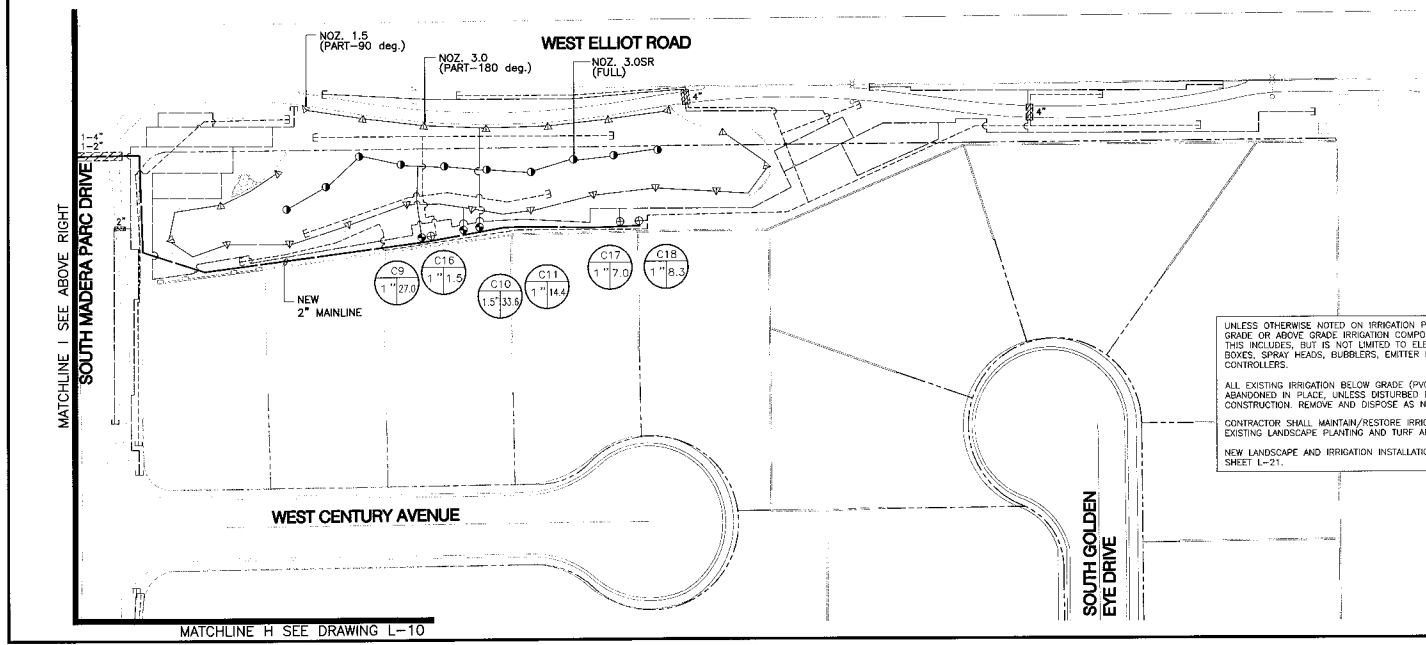 NOZ. 1.5
(PART-90 deg.)
WEST ELLIOT ROAD
NOZ. 3.0
(PART-180 deg.)
NOZ. 3.0SR
(FULL)
4"
4"
1-4"
1-2"
2"
MATCHLINE I SEE ABOVE RIGHT
SOUTH MADERA PARC DRIVE
C9
1" 27.0
C16
1" 1.5
C10
1.5" 33.6
C11
1" 14.4
C17
1" 7.0
C18
1" 8.3
NEW
2" MAINLINE
UNLESS OTHERWISE NOTED ON IRRIGATION P
GRADE OR ABOVE GRADE IRRIGATION COMPO
THIS INCLUDES, BUT IS NOT LIMITED TO ELE
BOXES, SPRAY HEADS, BUBBLERS, EMITTER
CONTROLLERS.
ALL EXISTING IRRIGATION BELOW GRADE (PVC
ABANDONED IN PLACE, UNLESS DISTURBED
CONSTRUCTION. REMOVE AND DISPOSE AS N
CONTRACTOR SHALL MAINTAIN/RESTORE IRRIG
EXISTING LANDSCAPE PLANTING AND TURF AR
NEW LANDSCAPE AND IRRIGATION INSTALLATIO
SHEET L-21.
WEST CENTURY AVENUE
SOUTH GOLDEN
EYE DRIVE
MATCHLINE H SEE DRAWING L-10